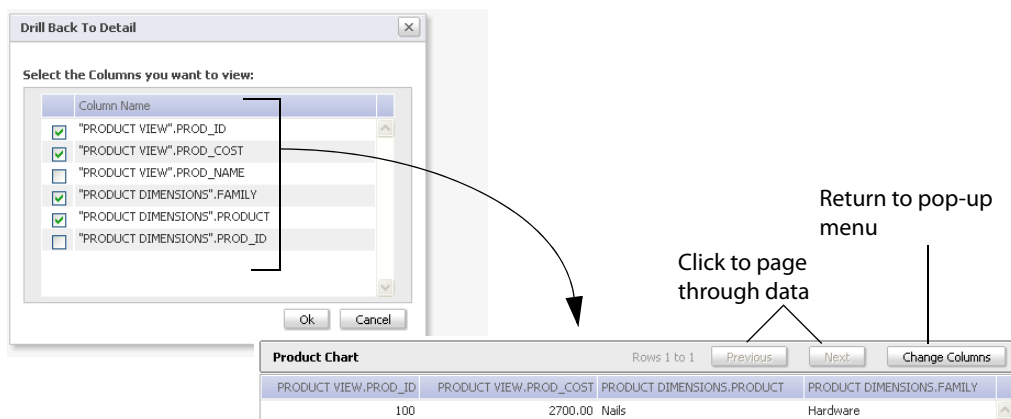 Drill Back To Detail
Select the Columns you want to view:
Column Name
"PRODUCT VIEW".PROD_ID
"PRODUCT VIEW".PROD_COST
"PRODUCT VIEW".PROD_NAME
"PRODUCT DIMENSIONS".FAMILY
"PRODUCT DIMENSIONS".PRODUCT
"PRODUCT DIMENSIONS".PROD_ID
Ok Cancel
Return to pop-up
menu
Click to page
through data
Product Chart Rows 1 to 1 Previous Next Change Columns
PRODUCT VIEW.PROD_ID PRODUCT VIEW.PROD_COST PRODUCT DIMENSIONS.PRODUCT PRODUCT DIMENSIONS.FAMILY
100 2700.00 Nails Hardware